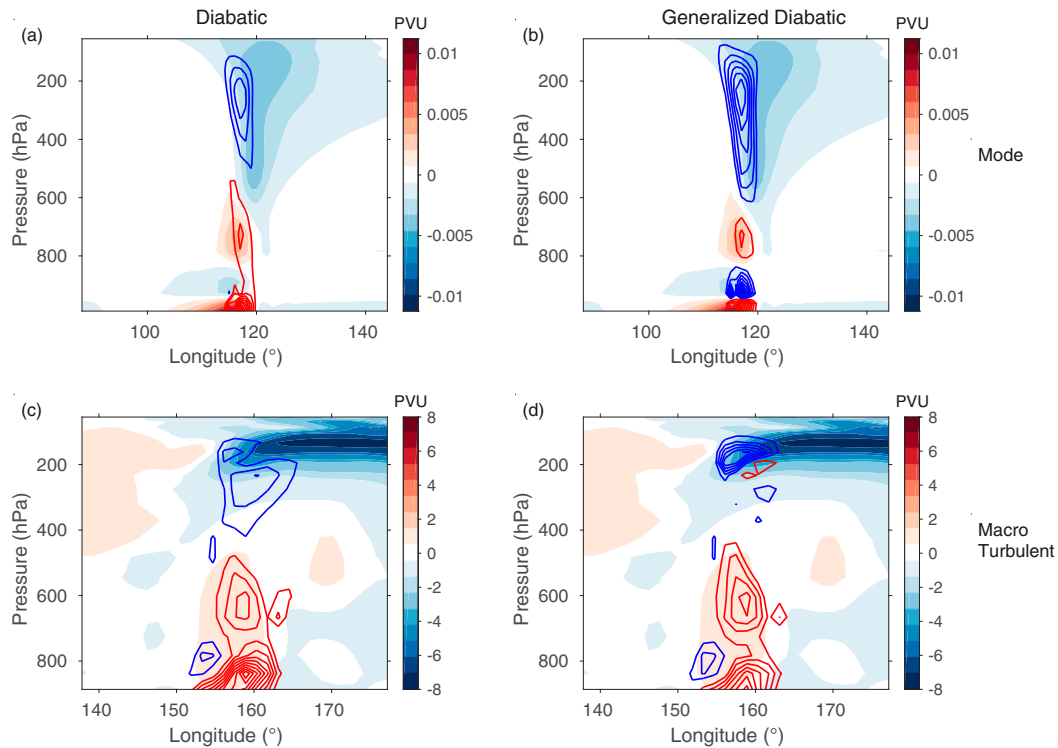 Diabatic
Generalized Diabatic
(a)
PVU
(b)
PVU
200
400
600
800
Pressure (hPa)
100
120
140
Longitude (°)
0.01
0.005
0
-0.005
-0.01
200
400
600
800
Pressure (hPa)
100
120
140
Longitude (°)
0.01
0.005
0
-0.005
-0.01
Mode
(c)
PVU
(d)
PVU
200
400
600
800
Pressure (hPa)
140
150
160
170
Longitude (°)
8
6
4
2
0
-2
-4
-6
-8
200
400
600
800
Pressure (hPa)
140
150
160
170
Longitude (°)
8
6
4
2
0
-2
-4
-6
-8
Macro
Turbulent